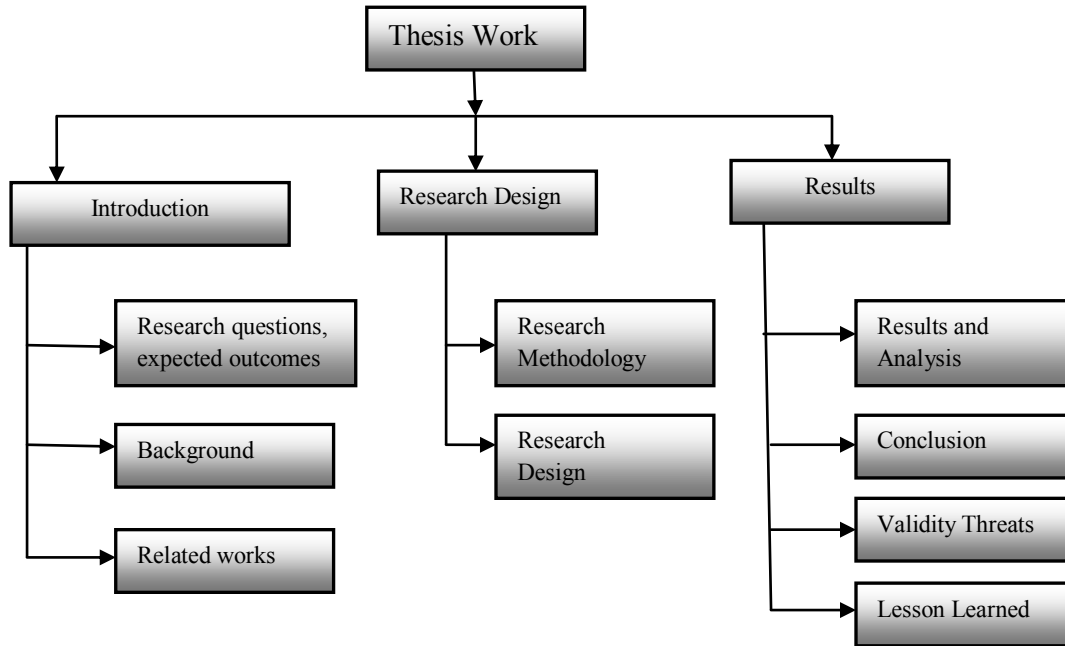 Thesis Work
Introduction
Research questions,
expected outcomes
Background
Related works
Research Design
Research
Methodology
Research
Design
Results
Results and
Analysis
Conclusion
Validity Threats
Lesson Learned